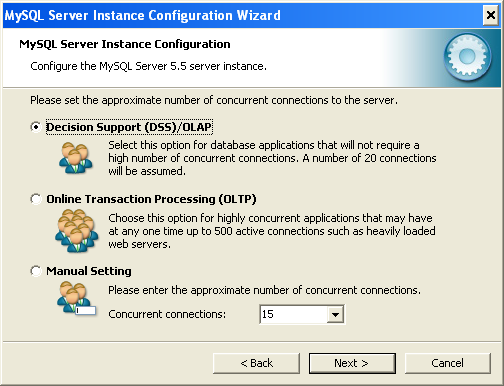 MySQL Server Instance Configuration Wizard
MySQL Server Instance Configuration
Configure the MySQL Server 5.5 server instance.
Please set the approximate number of concurrent connections to the server.
Decision Support (DSS)/OLAP
Select this option for database applications that will not require a
high number of concurrent connections. A number of 20 connections
will be assumed.
Online Transaction Processing (OLTP)
Choose this option for highly concurrent applications that may have
at any one time up to 500 active connections such as heavily loaded
web servers.
Manual Setting
Please enter the approximate number of concurrent connections.
Concurrent connections: 15
< Back Next > Cancel